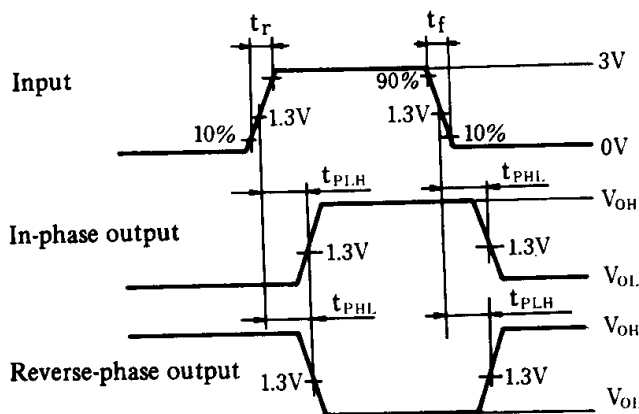 tr
tf
Input
90%
3V
1.3V
1.3V
10%
10%
0V
tPLH
tPHL
VOH
In-phase output
1.3V
1.3V
VOL
tPHL
tPLH
VOH
Reverse-phase output
1.3V
1.3V
VOL